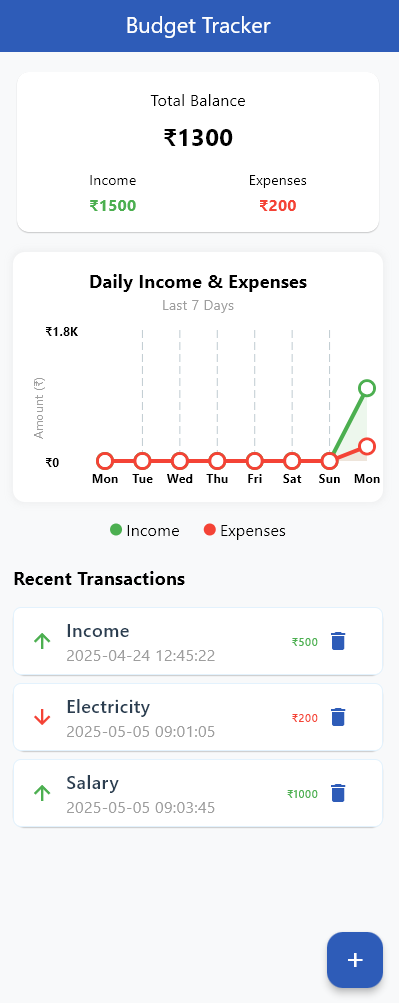 Budget Tracker
Total Balance
₹1300
Income Expenses
₹1500 ₹200
Daily Income & Expenses
Last 7 Days
₹1.8K
Amount (₹)
₹0
Mon Tue Wed Thu Fri Sat Sun Mon
Income Expenses
Recent Transactions
Income
₹500
2025-04-24 12:45:22
Electricity
₹200
2025-05-05 09:01:05
Salary
₹1000
2025-05-05 09:03:45
+